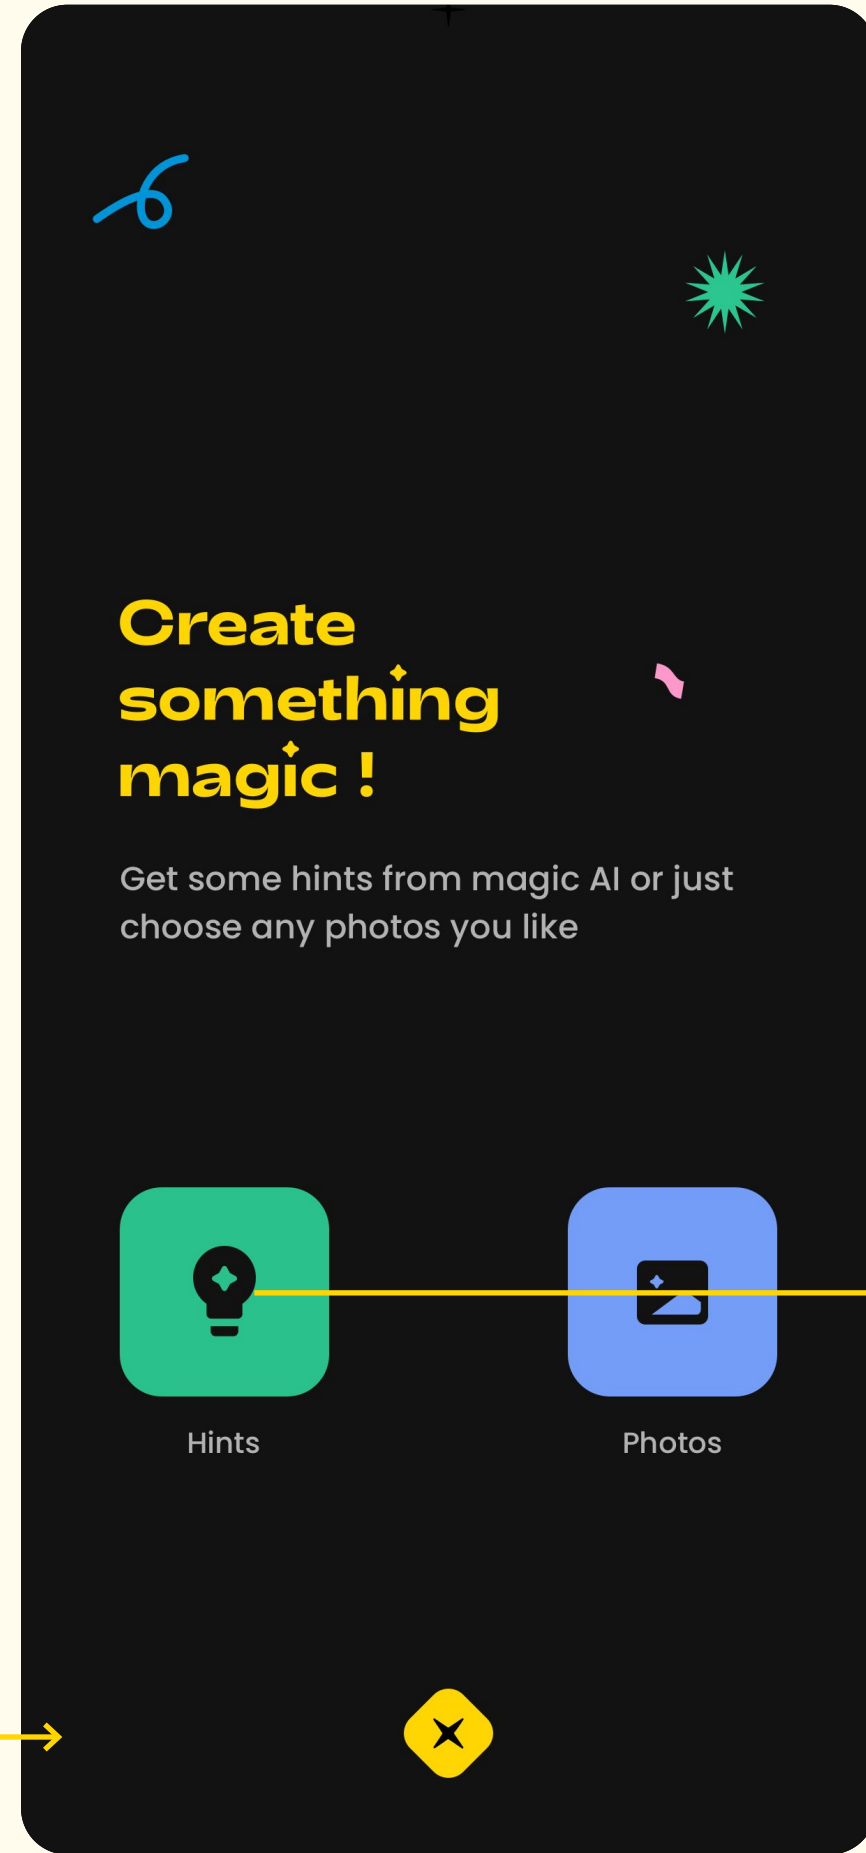 Create
something
magic !
Get some hints from magic AI or just
choose any photos you like
Hints
Photos